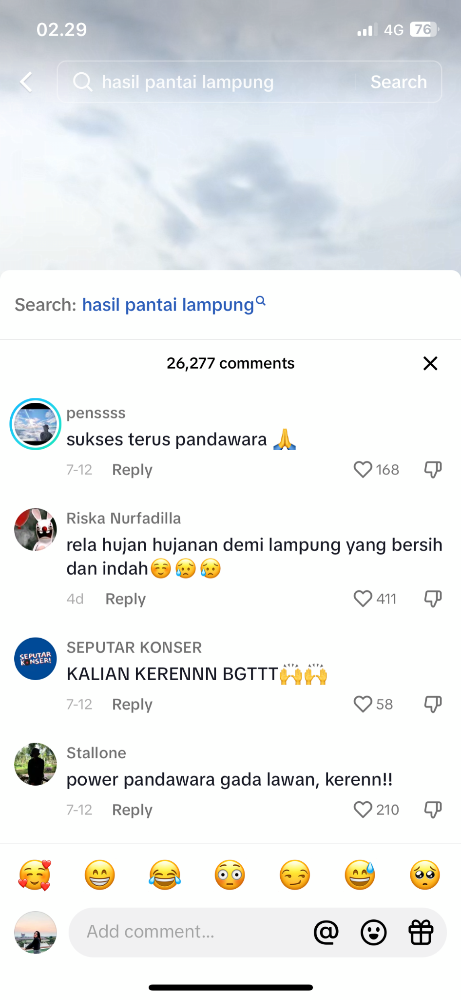 02.29
4G 76
hasil pantai lampung Search
Search: hasil pantai lampung
26,277 comments
penssss
sukses terus pandawara 🙏
7-12 Reply 168
Riska Nurfadilla
rela hujan hujanan demi lampung yang bersih
dan indah☺️😥😥
4d Reply 411
SEPUTAR
KONSER!
SEPUTAR KONSER
KALIAN KERENNN BGTTT🙌🙌
7-12 Reply 58
Stallone
power pandawara gada lawan, kerenn!!
7-12 Reply 210
🥰 😁 😂 😳 😏 😅 🥺
Add comment... @